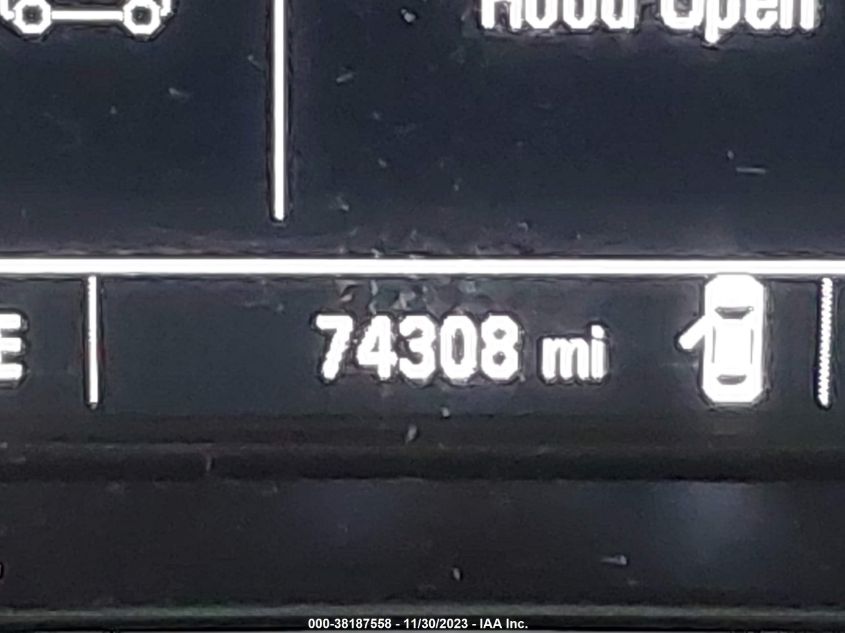 Hood Open
E
74308 mi
000-38187558 - 11/30/2023 - IAA Inc.